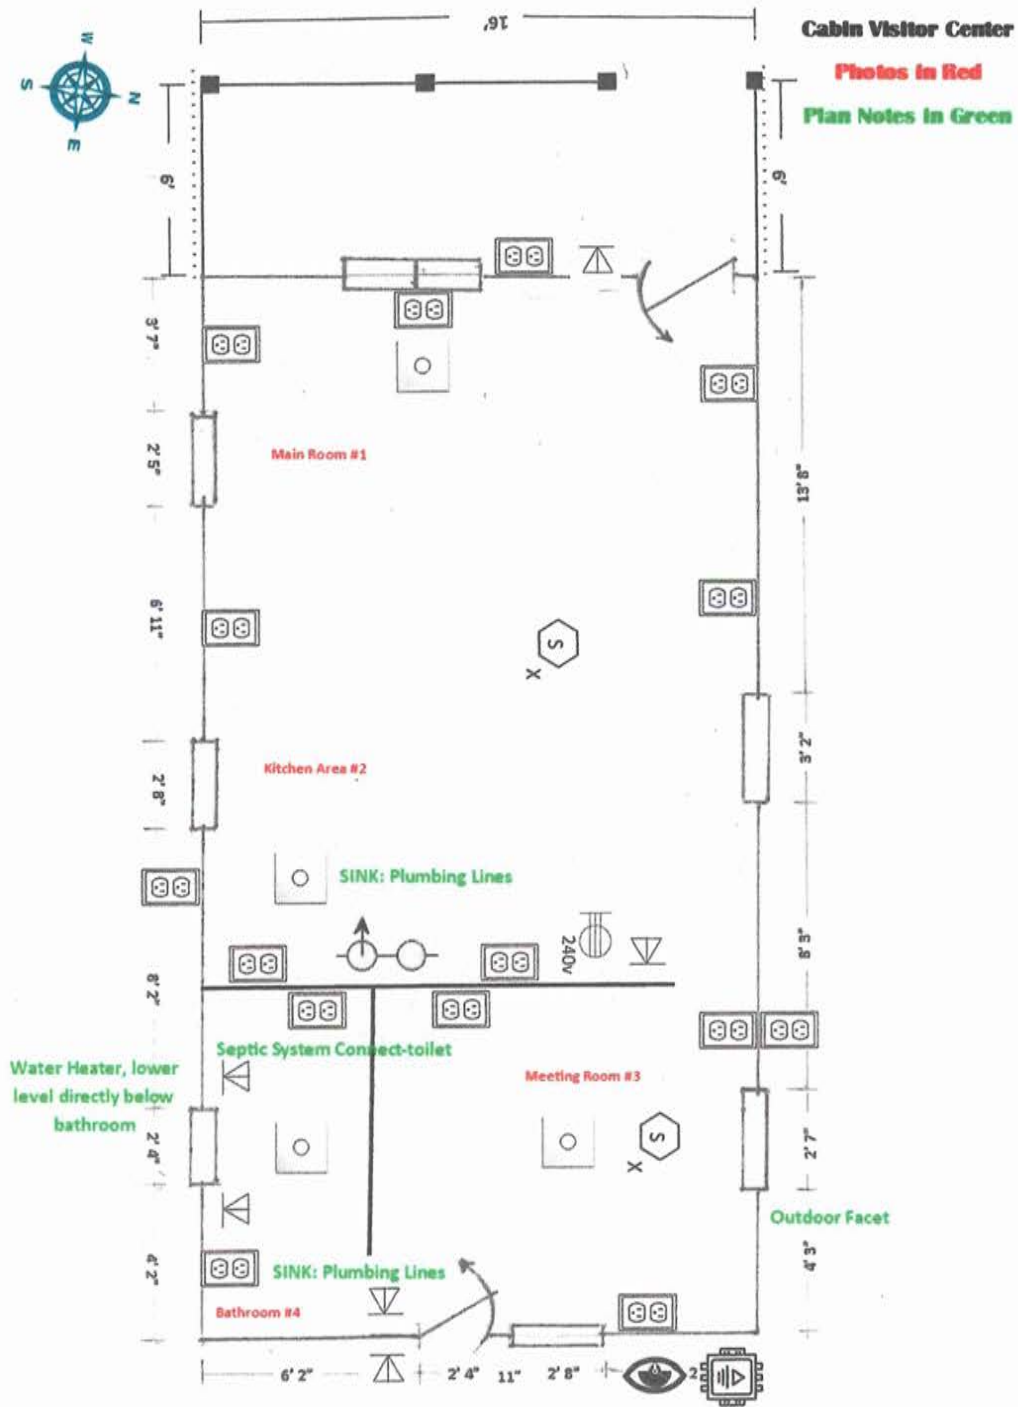 16'
Cabin Visitor Center
Photos in Red
Plan Notes in Green
W
S
N
E
6'
6'
3' 7"
2' 5"
Main Room #1
13' 8"
6' 11"
S
X
3' 2"
2' 8"
Kitchen Area #2
SINK: Plumbing Lines
240v
8' 3"
8' 2"
Septic System Connect-toilet
Water Heater, lower
level directly below
bathroom
Meeting Room #3
2' 4"
S
X
2' 7"
Outdoor Facet
4' 3"
4' 2"
SINK: Plumbing Lines
Bathroom #4
6' 2"
2' 4"
11"
2' 8"
2